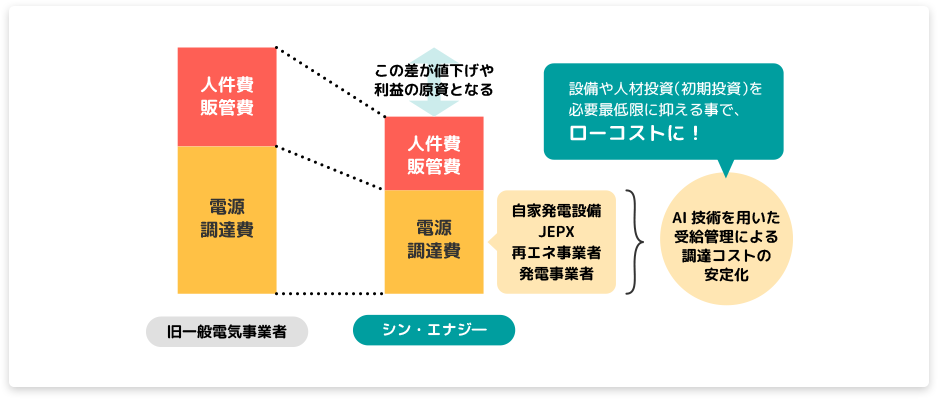 人件費
販管費
電源
調達費
旧一般電気事業者
この差が値下げや
利益の原資となる
人件費
販管費
電源
調達費
シン・エナジー
自家発電設備
JEPX
再エネ事業者
発電事業者
設備や人材投資(初期投資)を
必要最低限に抑える事で、
ローコストに!
AI 技術を用いた
受給管理による
調達コストの
安定化